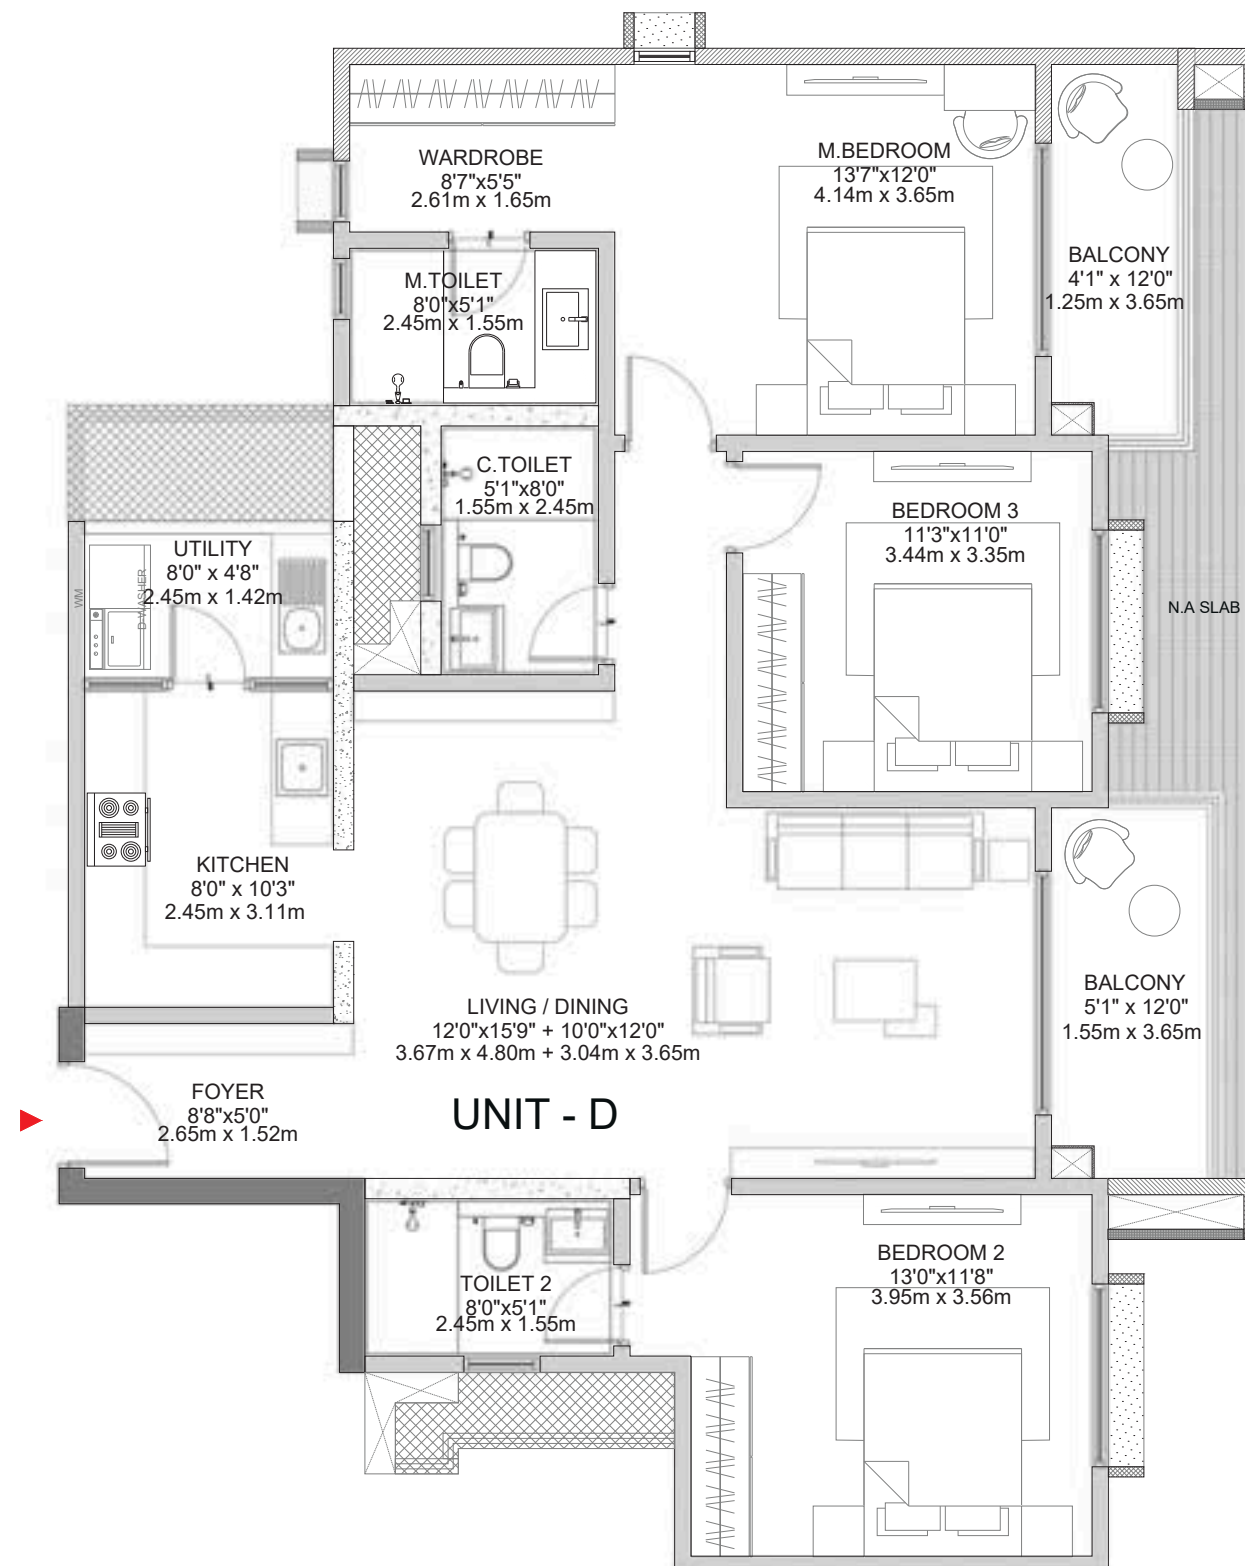 WARDROBE
8'7"x5'5"
2.61m x 1.65m
M.BEDROOM
13'7"x12'0"
4.14m x 3.65m
BALCONY
4'1" x 12'0"
1.25m x 3.65m
M.TOILET
8'0"x5'1"
2.45m x 1.55m
C.TOILET
5'1"x8'0"
1.55m x 2.45m
BEDROOM 3
11'3"x11'0"
3.44m x 3.35m
UTILITY
8'0" x 4'8"
2.45m x 1.42m
WM
D-WASHER
N.A SLAB
KITCHEN
8'0" x 10'3"
2.45m x 3.11m
LIVING / DINING
12'0"x15'9" + 10'0"x12'0"
3.67m x 4.80m + 3.04m x 3.65m
BALCONY
5'1" x 12'0"
1.55m x 3.65m
FOYER
8'8"x5'0"
2.65m x 1.52m
UNIT - D
TOILET 2
8'0"x5'1"
2.45m x 1.55m
BEDROOM 2
13'0"x11'8"
3.95m x 3.56m